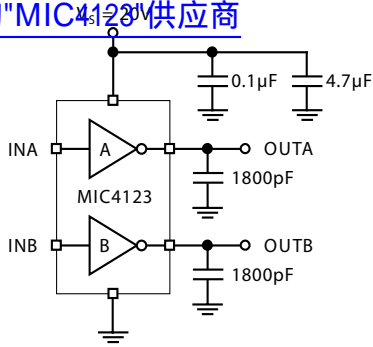 "MIC4123"供应商
0.1µF
4.7µF
INA
A
OUTA
1800pF
MIC4123
INB
B
OUTB
1800pF